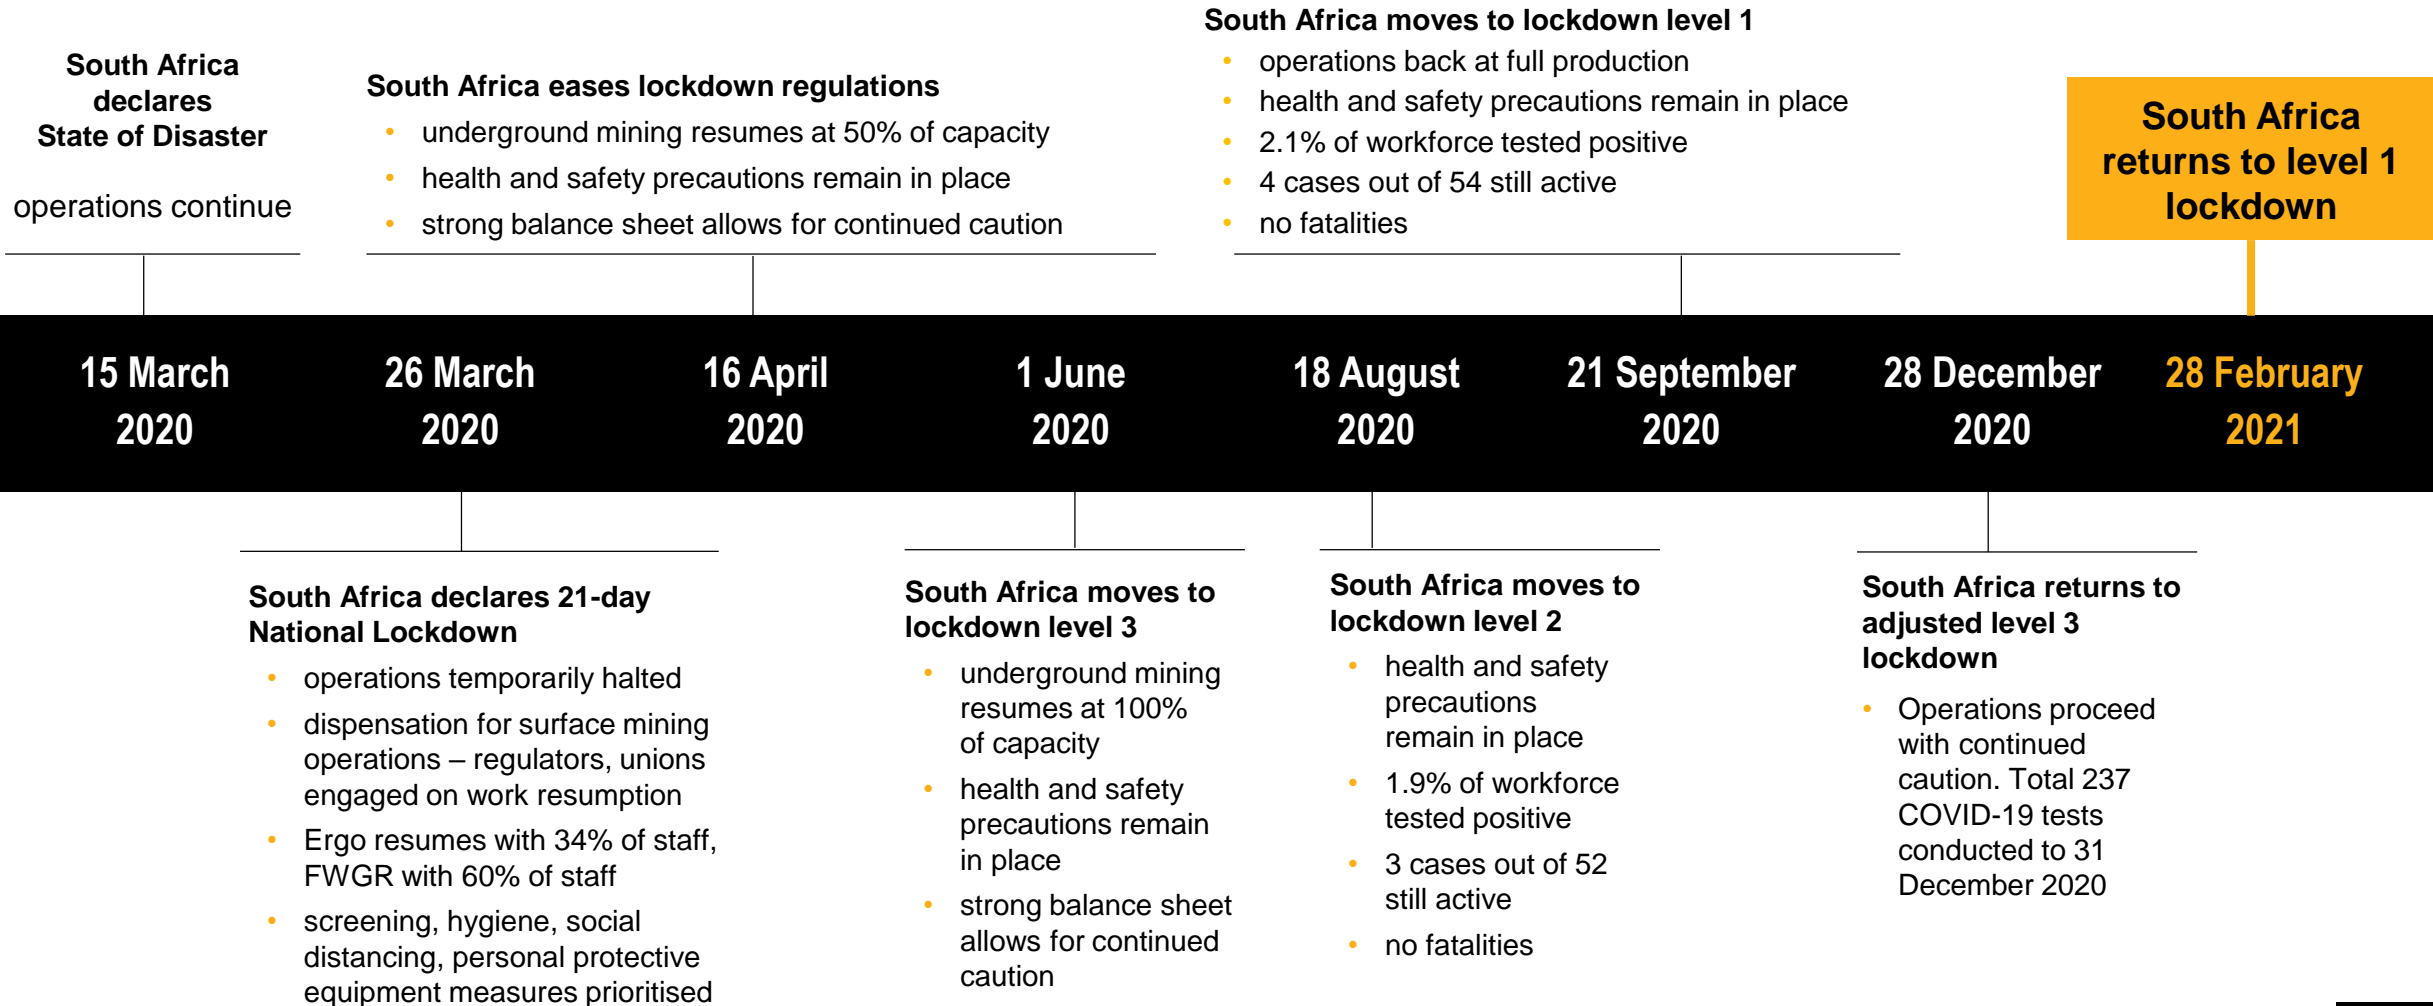 South Africa
declares
State of Disaster
operations continue
South Africa eases lockdown regulations
• underground mining resumes at 50% of capacity
• health and safety precautions remain in place
• strong balance sheet allows for continued caution
South Africa moves to lockdown level 1
• operations back at full production
• health and safety precautions remain in place
• 2.1% of workforce tested positive
• 4 cases out of 54 still active
• no fatalities
South Africa
returns to level 1
lockdown
15 March
2020
26 March
2020
16 April
2020
1 June
2020
18 August
2020
21 September
2020
28 December
2020
28 February
2021
South Africa declares 21-day
National Lockdown
• operations temporarily halted
• dispensation for surface mining
operations – regulators, unions
engaged on work resumption
• Ergo resumes with 34% of staff,
FWGR with 60% of staff
• screening, hygiene, social
distancing, personal protective
equipment measures prioritised
South Africa moves to
lockdown level 3
• underground mining
resumes at 100%
of capacity
• health and safety
precautions remain
in place
• strong balance sheet
allows for continued
caution
South Africa moves to
lockdown level 2
• health and safety
precautions
remain in place
• 1.9% of workforce
tested positive
• 3 cases out of 52
still active
• no fatalities
South Africa returns to
adjusted level 3
lockdown
• Operations proceed
with continued
caution. Total 237
COVID-19 tests
conducted to 31
December 2020